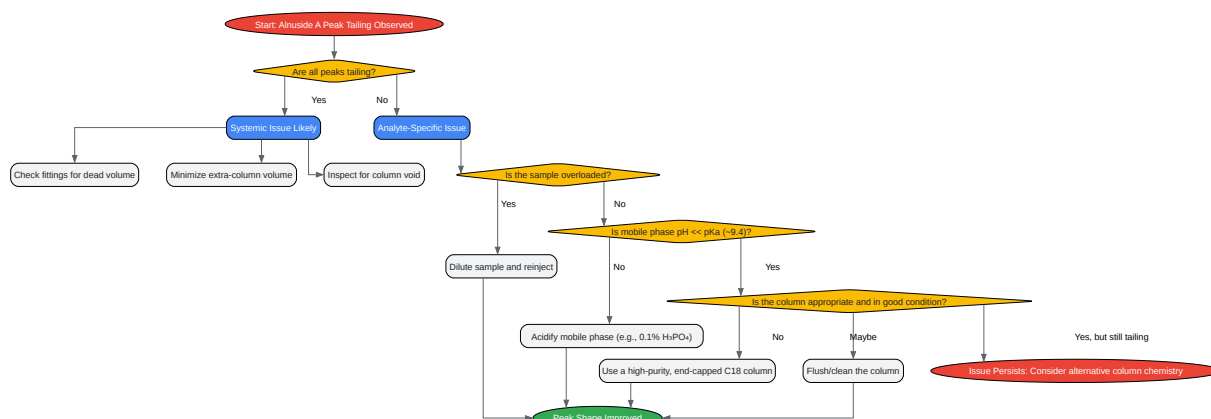 Start: Alnuside A Peak Tailing Observed
Are all peaks tailing?
Yes
No
Systemic Issue Likely
Analyte-Specific Issue
Check fittings for dead volume
Minimize extra-column volume
Inspect for column void
Is the sample overloaded?
Yes
No
Is mobile phase pH << pKa (~9.4)?
Dilute sample and reinject
No
Yes
Is the column appropriate and in good condition?
Acidify mobile phase (e.g., 0.1% H₃PO₄)
No
Maybe
Yes, but still tailing
Use a high-purity, end-capped C18 column
Flush/clean the column
Issue Persists: Consider alternative column chemistry
Peak Shape Improved